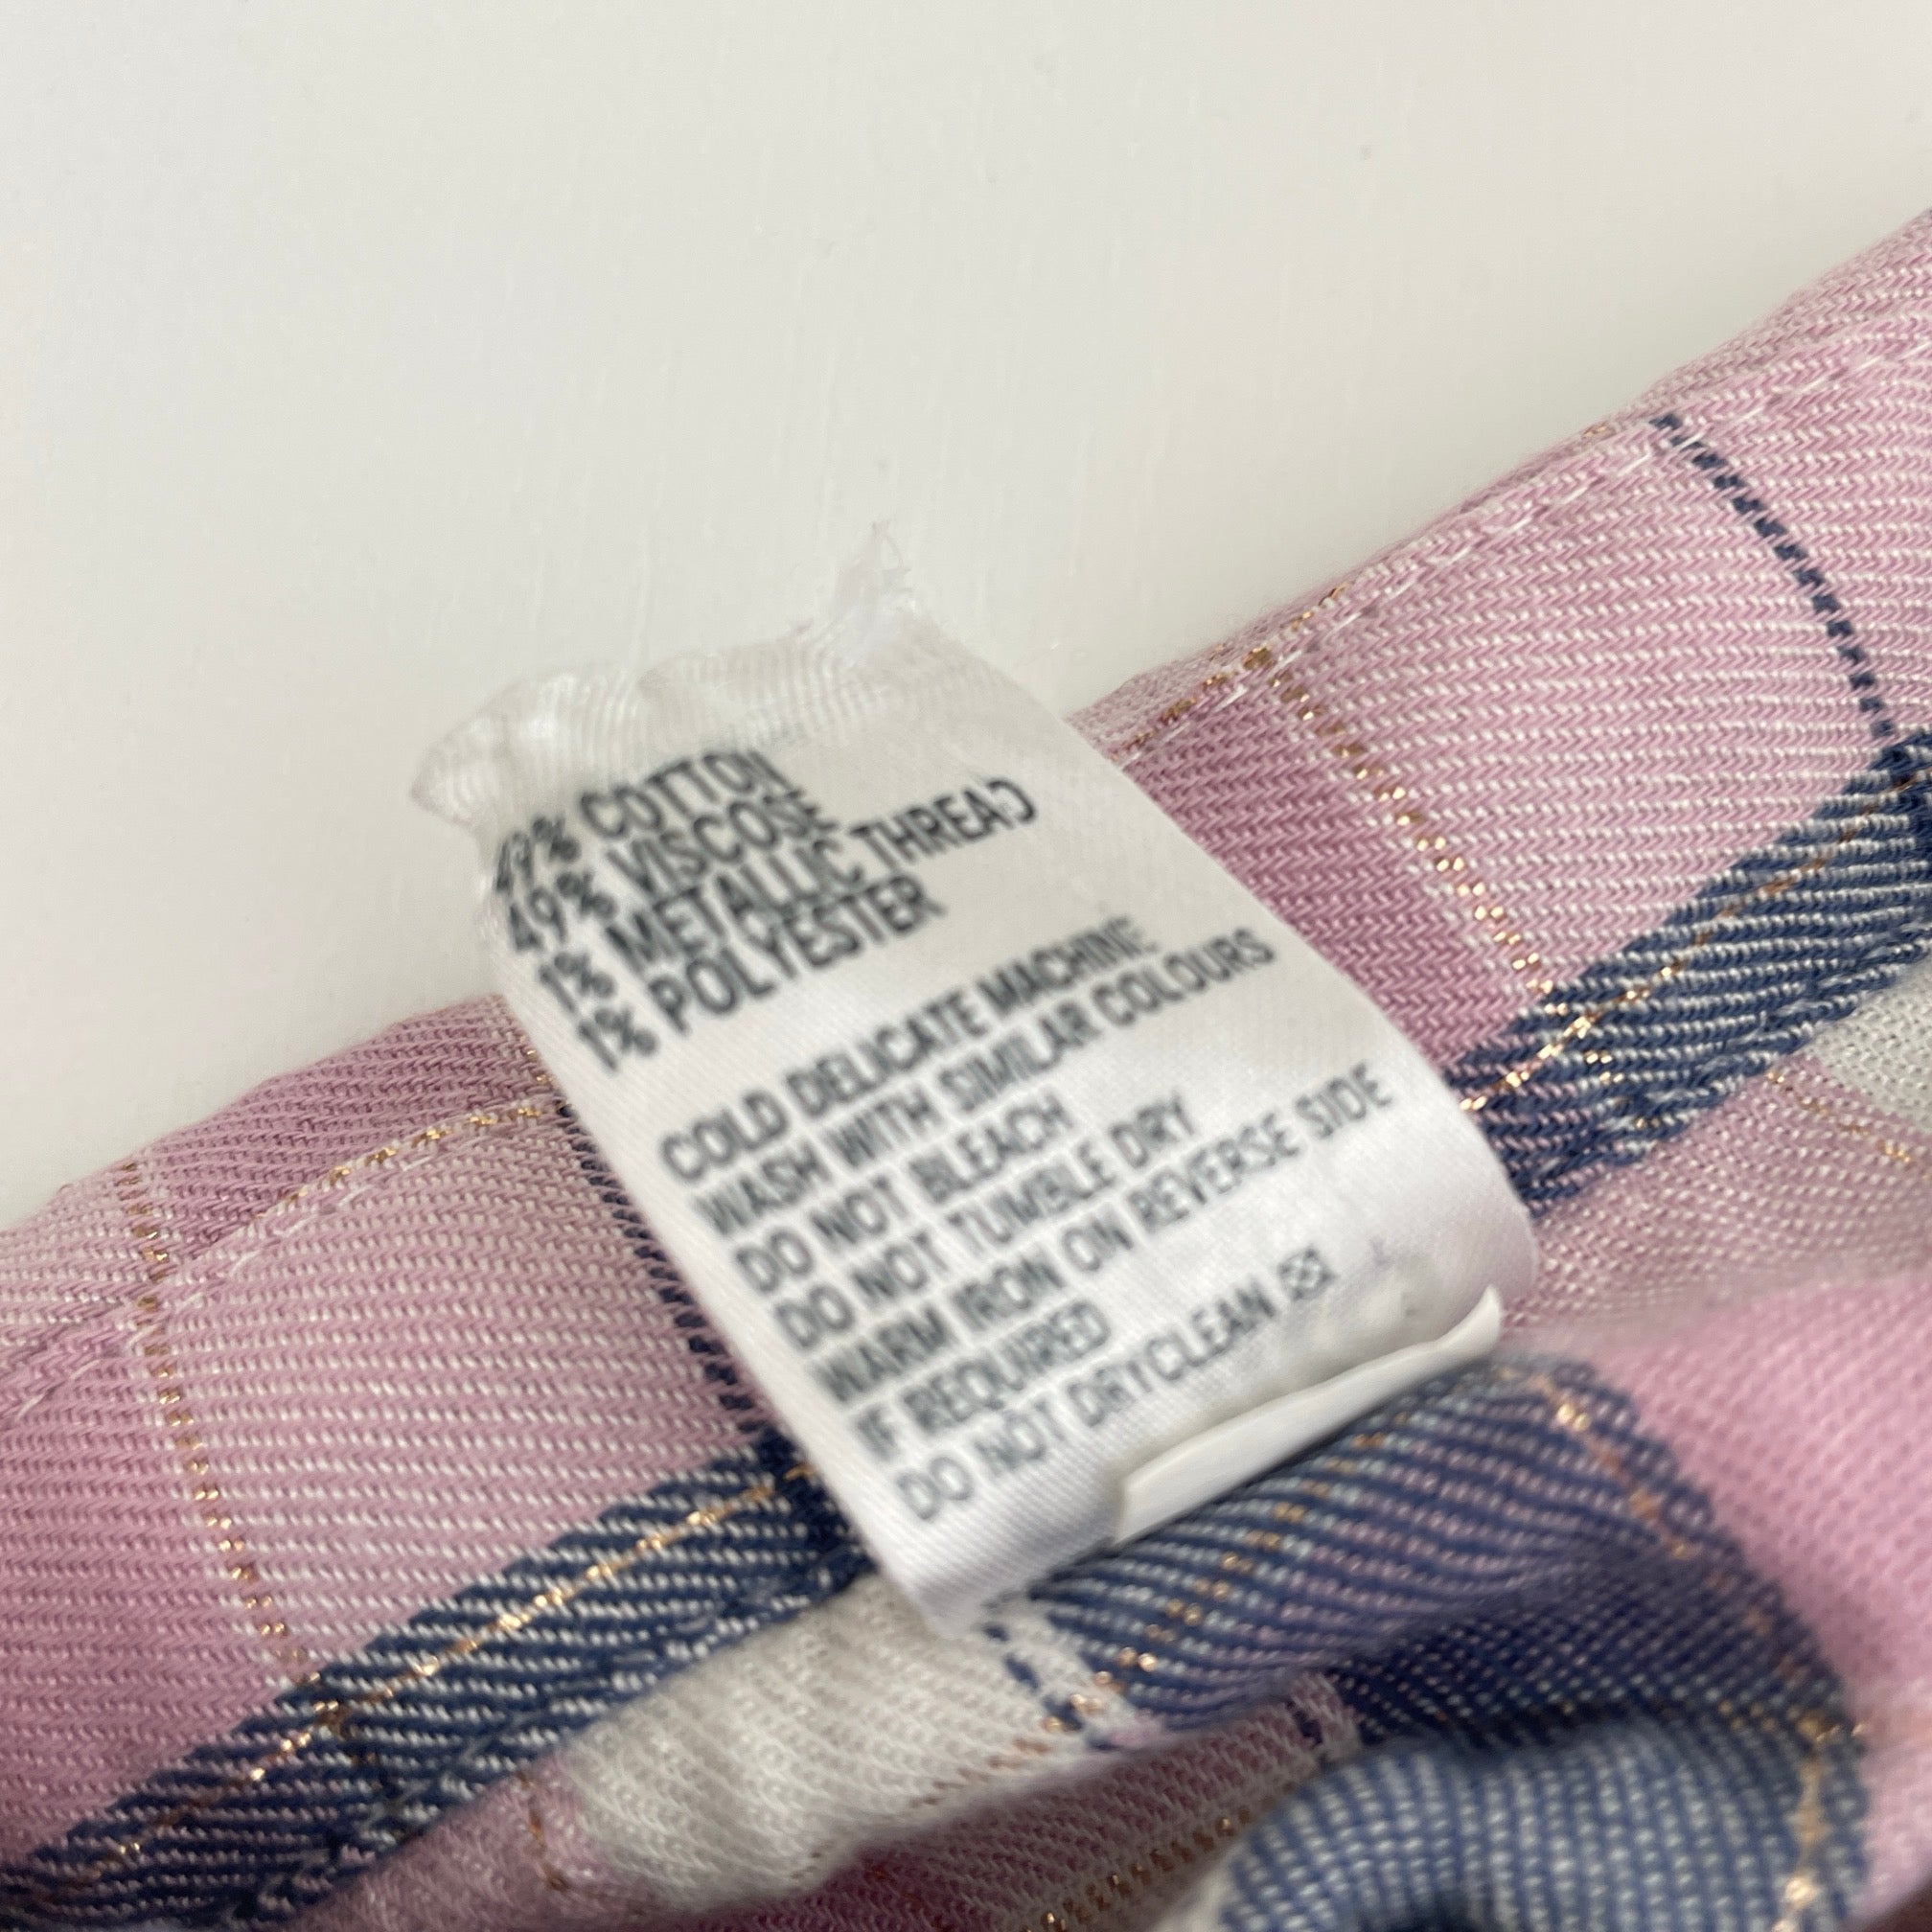 49% COTTON
49% VISCOSE
1% METALLIC THREAD
1% POLYESTER
COLD DELICATE MACHINE
WASH WITH SIMILAR COLOURS
DO NOT BLEACH
DO NOT TUMBLE DRY
WARM IRON ON REVERSE SIDE
IF REQUIRED
DO NOT DRYCLEAN